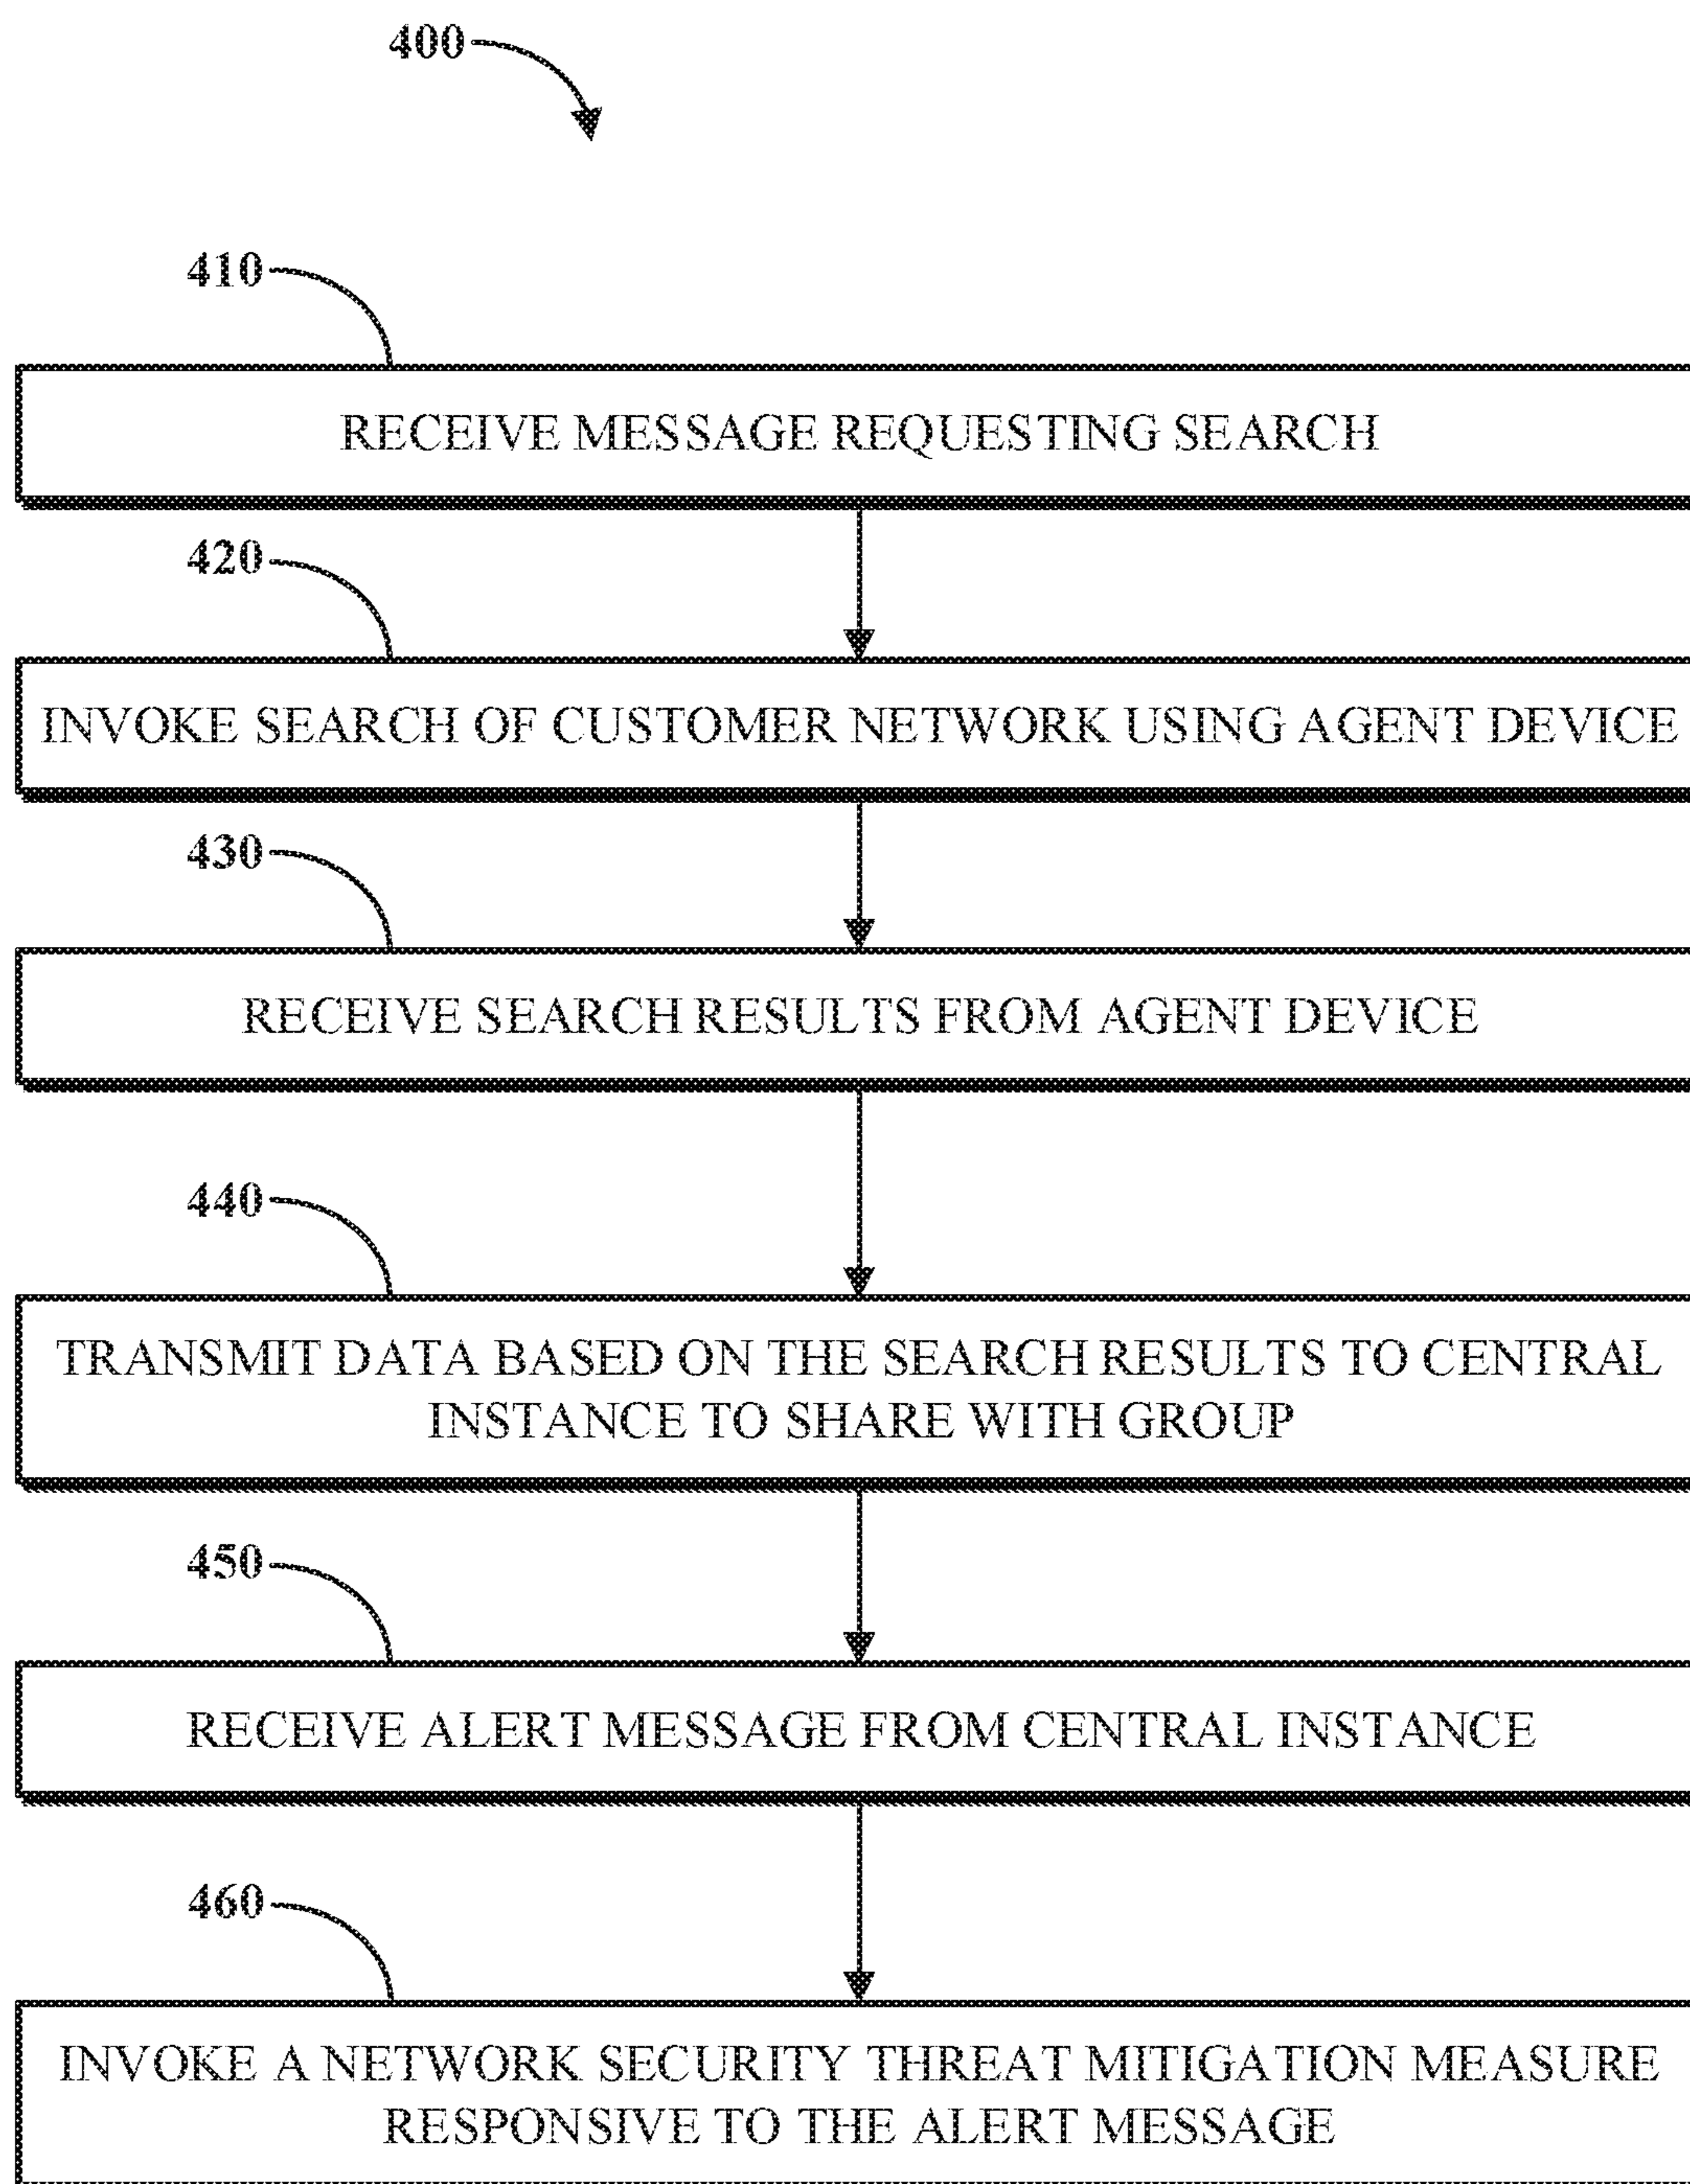 400
410
RECEIVE MESSAGE REQUESTING SEARCH
420
INVOKE SEARCH OF CUSTOMER NETWORK USING AGENT DEVICE
430
RECEIVE SEARCH RESULTS FROM AGENT DEVICE
440
TRANSMIT DATA BASED ON THE SEARCH RESULTS TO CENTRAL
INSTANCE TO SHARE WITH GROUP
450
RECEIVE ALERT MESSAGE FROM CENTRAL INSTANCE
460
INVOKE A NETWORK SECURITY THREAT MITIGATION MEASURE
RESPONSIVE TO THE ALERT MESSAGE